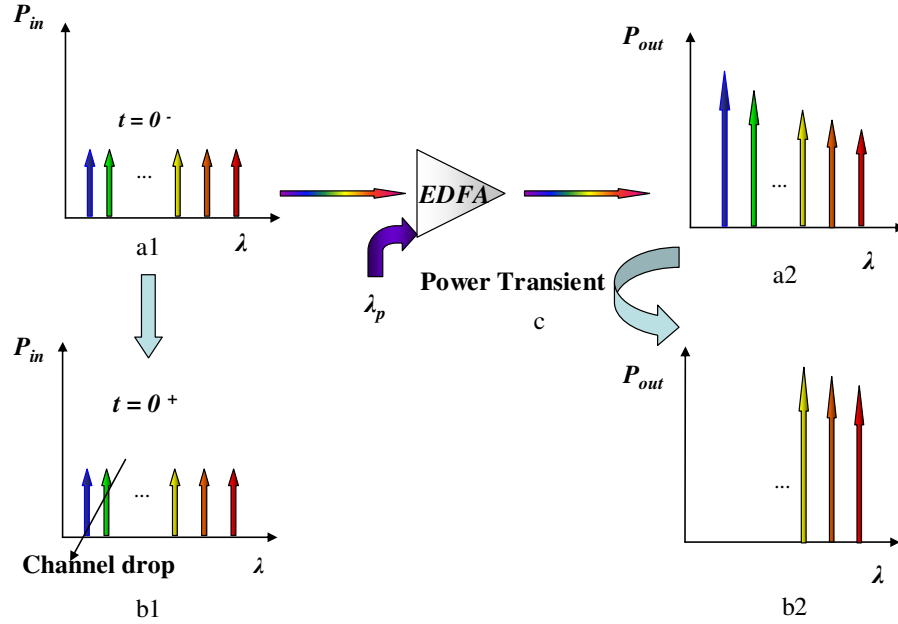 P_in
t = 0 -
...
λ
a1
EDFA
λ_p
P_out
...
λ
a2
Power Transient
c
P_in
t = 0 +
...
Channel drop
λ
b1
P_out
...
λ
b2